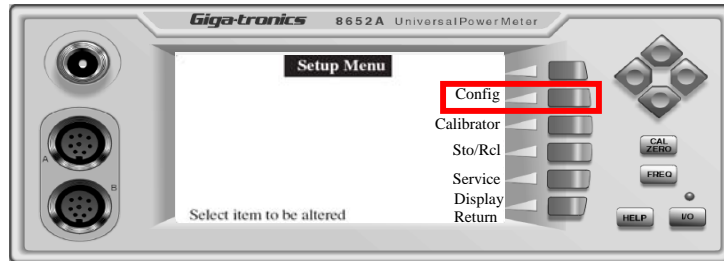 Giga-tronics 8652A Universal Power Meter
Setup Menu
Config
Calibrator
Sto/Rcl
Service
Display
Return
Select item to be altered
A
B
CAL
ZERO
FREQ
HELP
I/O